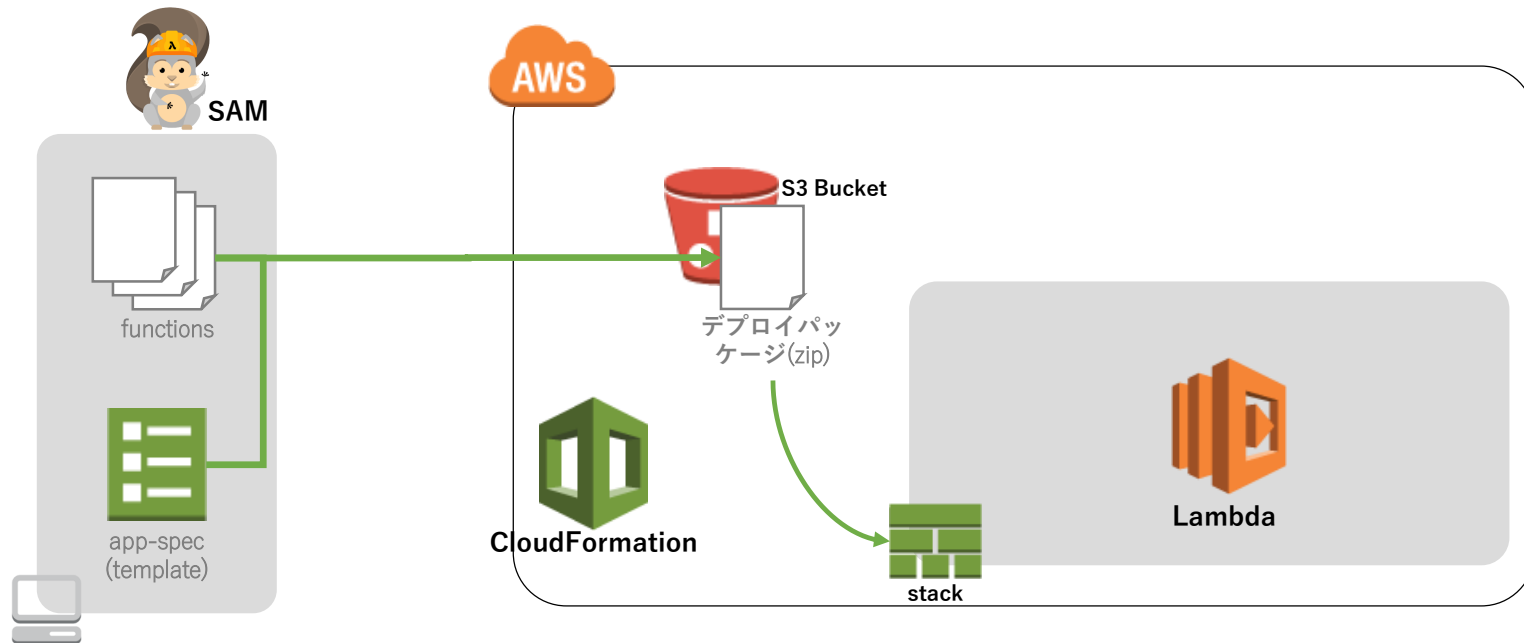 λ
SAM
AWS
S3 Bucket
functions
デプロイパッ
ケージ(zip)
app-spec
(template)
CloudFormation
Lambda
stack